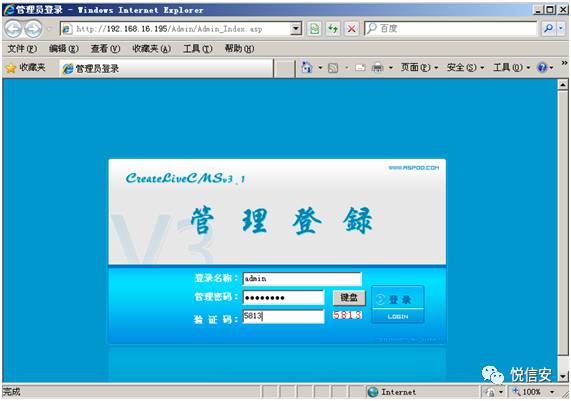 管理员登录 - Windows Internet Explorer
http://192.168.16.195/Admin/Admin_Index.asp
百度
文件(F) 编辑(E) 查看(V) 收藏夹(A) 工具(T) 帮助(H)
收藏夹 管理员登录 页面(P) 安全(S) 工具(O)
CreateLiveCMSv3.1 www.ASPOO.COM
V3
管 理 登 録
登录名称： admin
管理密码： ●●●●●●●● 键盘
登 录
验 证 码： 5813 5813
LOGIN
悦信安
完成 Internet 100%